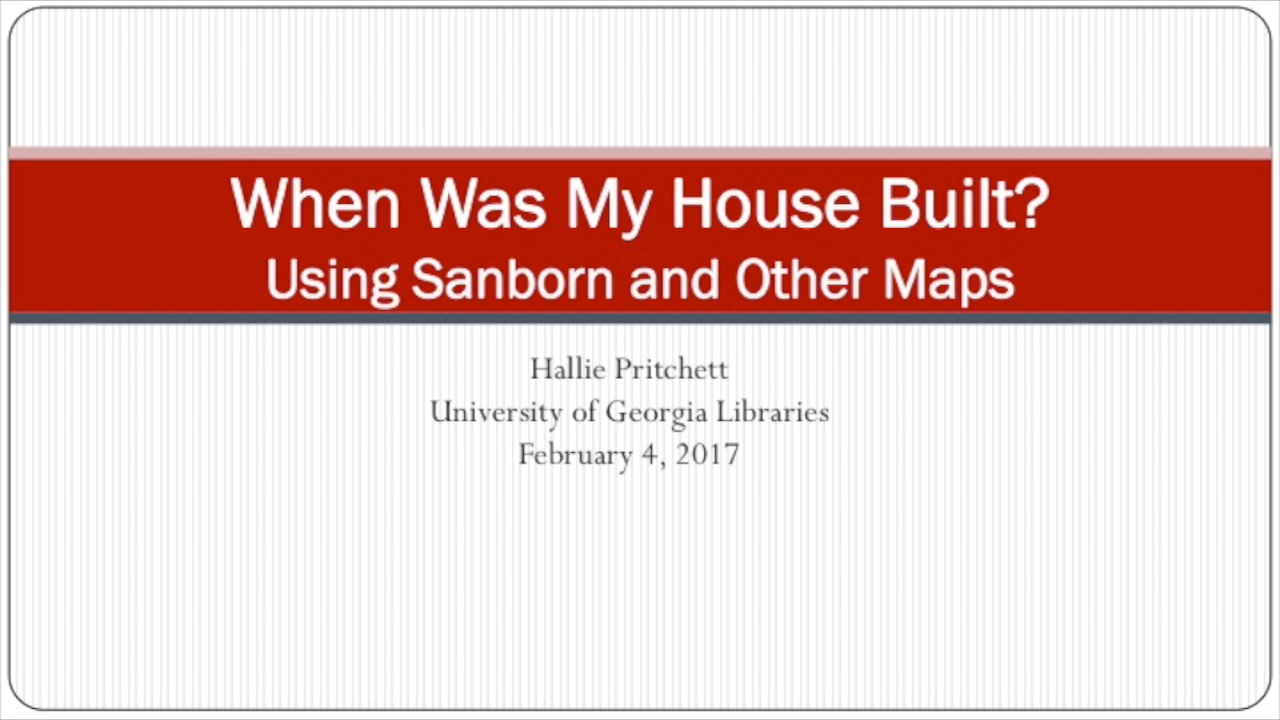 When Was My House Built?
Using Sanborn and Other Maps
Hallie Pritchett
University of Georgia Libraries
February 4, 2017